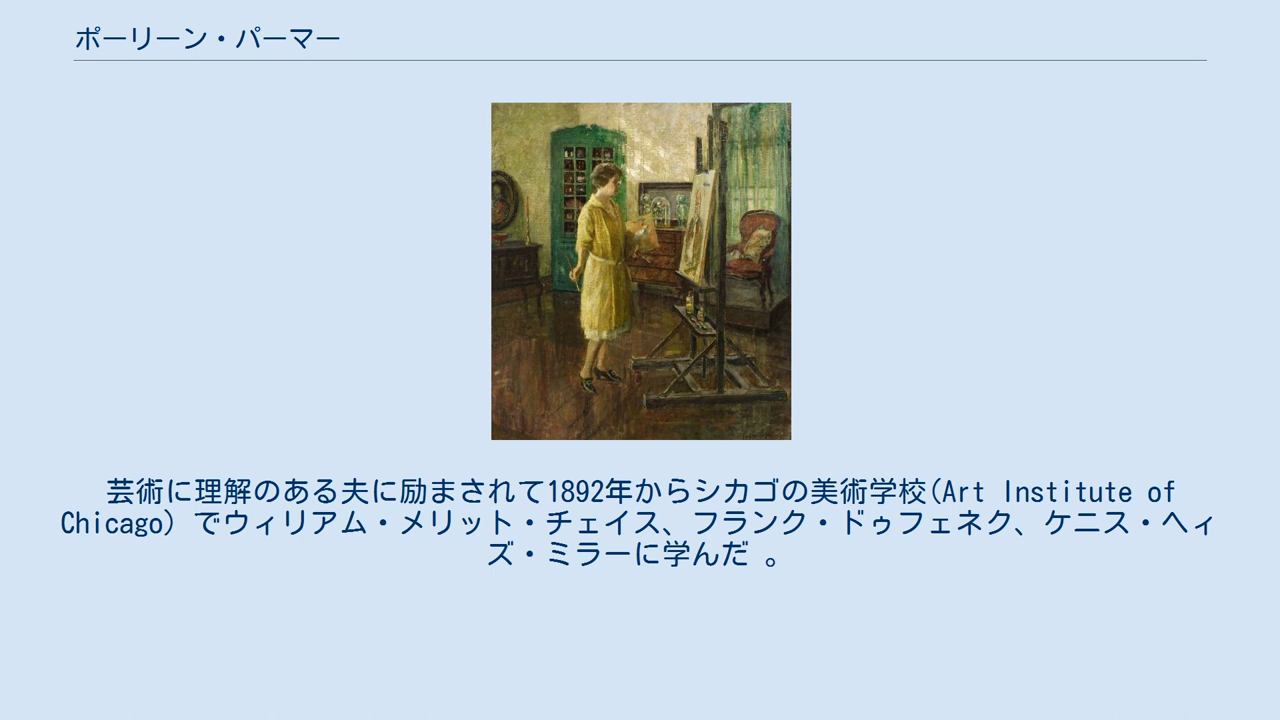 ポーリーン・パーマー
芸術に理解のある夫に励まされて1892年からシカゴの美術学校(Art Institute of
Chicago) でウィリアム・メリット・チェイス、フランク・ドゥフェネク、ケニス・ヘイ
ズ・ミラーに学んだ 。